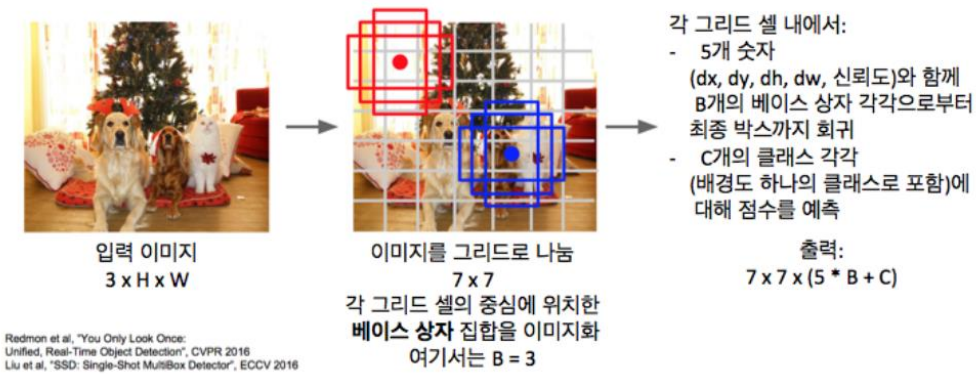 입력 이미지
3 x H x W
Redmon et al, "You Only Look Once:
Unified, Real-Time Object Detection", CVPR 2016
Liu et al, "SSD: Single-Shot MultiBox Detector", ECCV 2016
이미지를 그리드로 나눔
7 x 7
각 그리드 셀의 중심에 위치한
베이스 상자 집합을 이미지화
여기서는 B = 3
각 그리드 셀 내에서:
- 5개 숫자
(dx, dy, dh, dw, 신뢰도)와 함께
B개의 베이스 상자 각각으로부터
최종 박스까지 회귀
- C개의 클래스 각각
(배경도 하나의 클래스로 포함)에
대해 점수를 예측
출력:
7 x 7 x (5 * B + C)